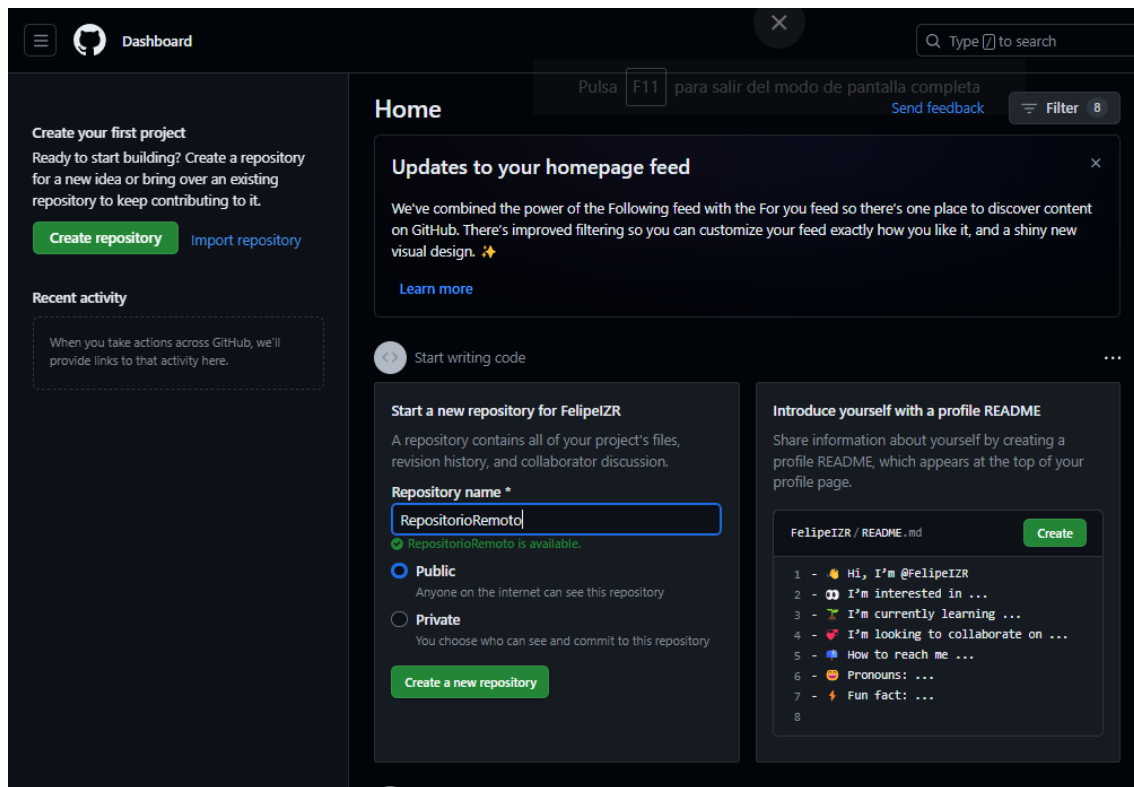 Dashboard
Type / to search
Pulsa F11 para salir del modo de pantalla completa
Home
Send feedback
Filter 8
Create your first project
Ready to start building? Create a repository
for a new idea or bring over an existing
repository to keep contributing to it.
Create repository
Import repository
Recent activity
When you take actions across GitHub, we'll
provide links to that activity here.
Updates to your homepage feed
We've combined the power of the Following feed with the For you feed so there's one place to discover content
on GitHub. There's improved filtering so you can customize your feed exactly how you like it, and a shiny new
visual design. ✨
Learn more
Start writing code
Start a new repository for FelipeIZR
A repository contains all of your project's files,
revision history, and collaborator discussion.
Repository name *
RepositorioRemoto
RepositorioRemoto is available.
Public
Anyone on the internet can see this repository
Private
You choose who can see and commit to this repository
Create a new repository
Introduce yourself with a profile README
Share information about yourself by creating a
profile README, which appears at the top of your
profile page.
FelipeIZR / README.md
Create
1 - 👋 Hi, I'm @FelipeIZR
2 - 👀 I'm interested in ...
3 - 🌱 I'm currently learning ...
4 - 💞️ I'm looking to collaborate on ...
5 - 📫 How to reach me ...
6 - 😄 Pronouns: ...
7 - ⚡ Fun fact: ...
8